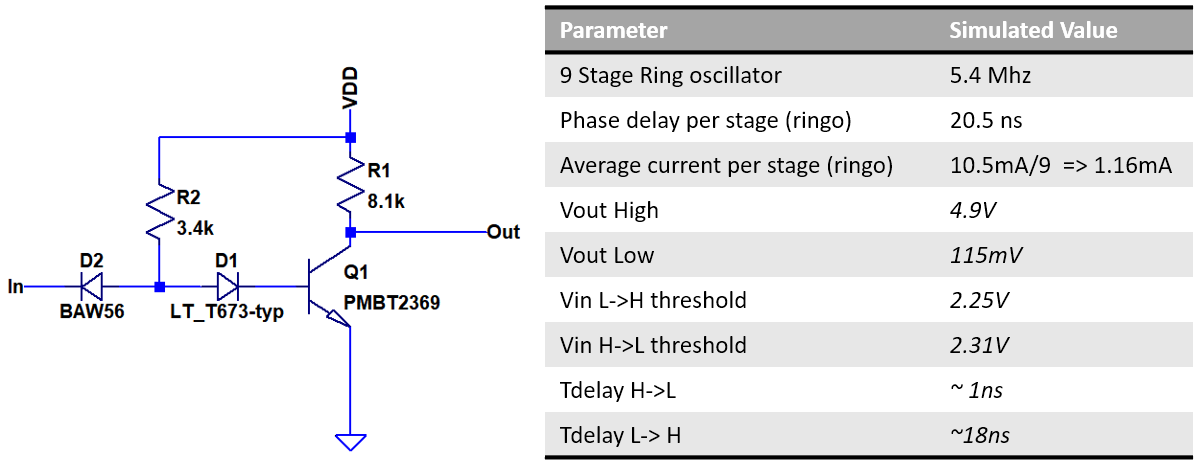 VDD
R1
8.1k
R2
3.4k
Out
D2
D1
Q1
In
BAW56
LT_T673-typ
PMBT2369
Parameter Simulated Value
9 Stage Ring oscillator 5.4 Mhz
Phase delay per stage (ringo) 20.5 ns
Average current per stage (ringo) 10.5mA/9 => 1.16mA
Vout High 4.9V
Vout Low 115mV
Vin L->H threshold 2.25V
Vin H->L threshold 2.31V
Tdelay H->L ~ 1ns
Tdelay L-> H ~18ns